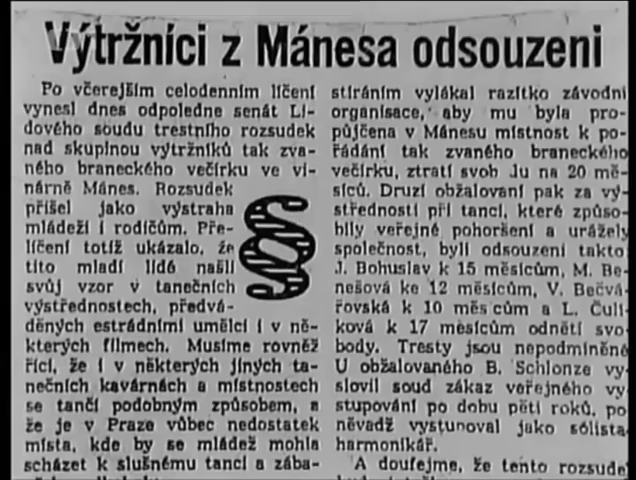 Výtržníci z Mánesa odsouzeni
Po včerejším celodenním líčení
vynesl dnes odpoledne senát Li-
dového soudu trestního rozsudek
nad skupinou výtržníků tak zva-
ného braneckého večírku ve vi-
nárně Mánes. Rozsudek
přišel jako výstraha
mládeži i rodičům. Pře-
líčení totiž ukázalo, že
tito mladí lidé našli
svůj vzor v tanečních
výstřednostech, předvá-
děných estrádními umělci i v ně-
kterých filmech. Musíme rovněž
říci, že i v některých jiných ta-
nečních kavárnách a místnostech
se tančí podobným způsobem, a
že je v Praze vůbec nedostatek
místa, kde by se mládež mohla
scházet k slušnému tanci a zába-
stíráním vylákal razítko závodní
organisace, aby mu byla pro-
půjčena v Mánesu místnost k po-
řádání tak zvaného braneckého
večírku, ztratí svob du na 20 mě-
síců. Druzí obžalovaní pak za vý-
střednosti při tanci, které způso-
bily veřejné pohoršení a urážely
společnost, byli odsouzeni takto
J. Bohuslav k 15 měsícům, M. Be-
nešová ke 12 měsícům, V. Bečvá-
řovská k 10 měs cům a L. Čulí-
ková k 17 měsícům odnětí svo-
body. Tresty jsou nepodmíněné
U obžalovaného B. Schlonze vy-
slovil soud zákaz veřejného vy-
stupování po dobu pěti roků, po-
něvadž vystupoval jako sólista
harmonikář.
A doufejme, že tento rozsude